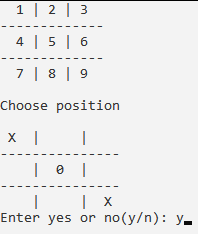 1 | 2 | 3
-------------
4 | 5 | 6
-------------
7 | 8 | 9
Choose position
X |   |
---------------
  | 0 |
---------------
  |   | X
Enter yes or no(y/n): y